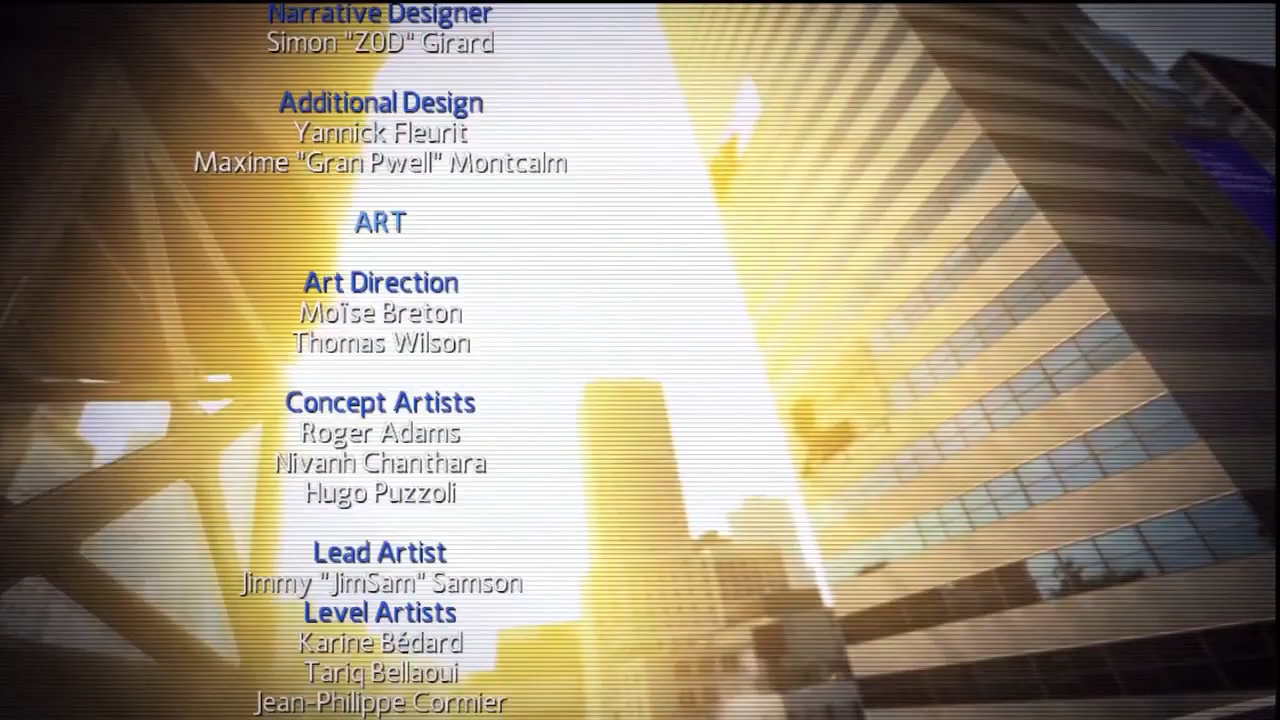 Narrative Designer
Simon "Z0D" Girard
Additional Design
Yannick Fleurit
Maxime "Gran Pwell" Montcalm
ART
Art Direction
Moïse Breton
Thomas Wilson
Concept Artists
Roger Adams
Nivanh Chanthara
Hugo Puzzoli
Lead Artist
Jimmy "JimSam" Samson
Level Artists
Karine Bédard
Tariq Bellaoui
Jean-Philippe Cormier